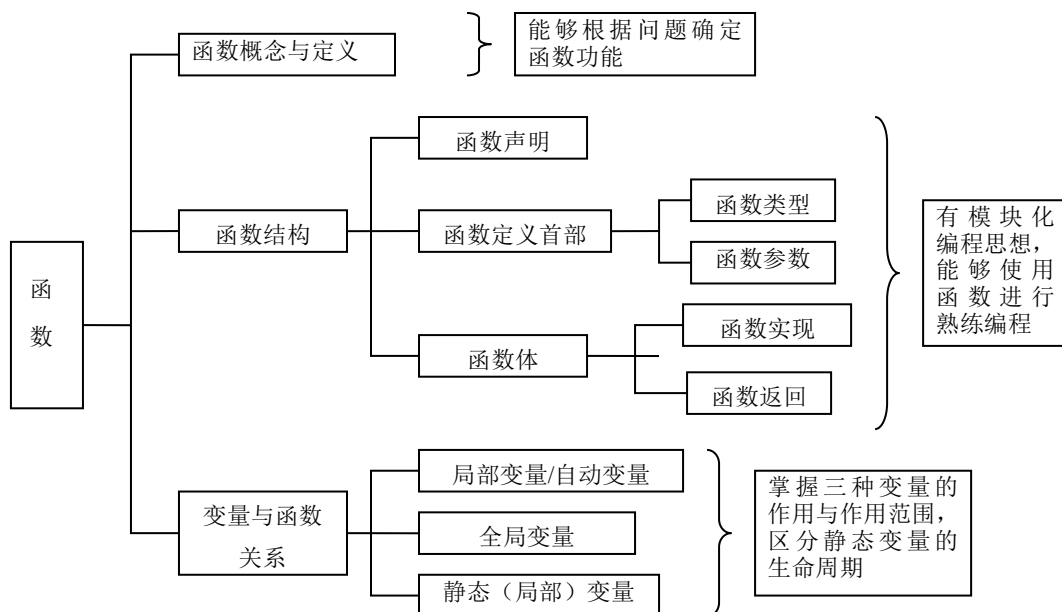 函数概念与定义
能够根据问题确定
函数功能
函数声明
函数类型
函数结构
函数定义首部
函数参数
有模块化
编程思想，
能够使用
函数进行
熟练编程
函
数
函数实现
函数体
函数返回
局部变量/自动变量
变量与函数
关系
全局变量
静态（局部）变量
掌握三种变量的
作用与作用范围，
区分静态变量的
生命周期